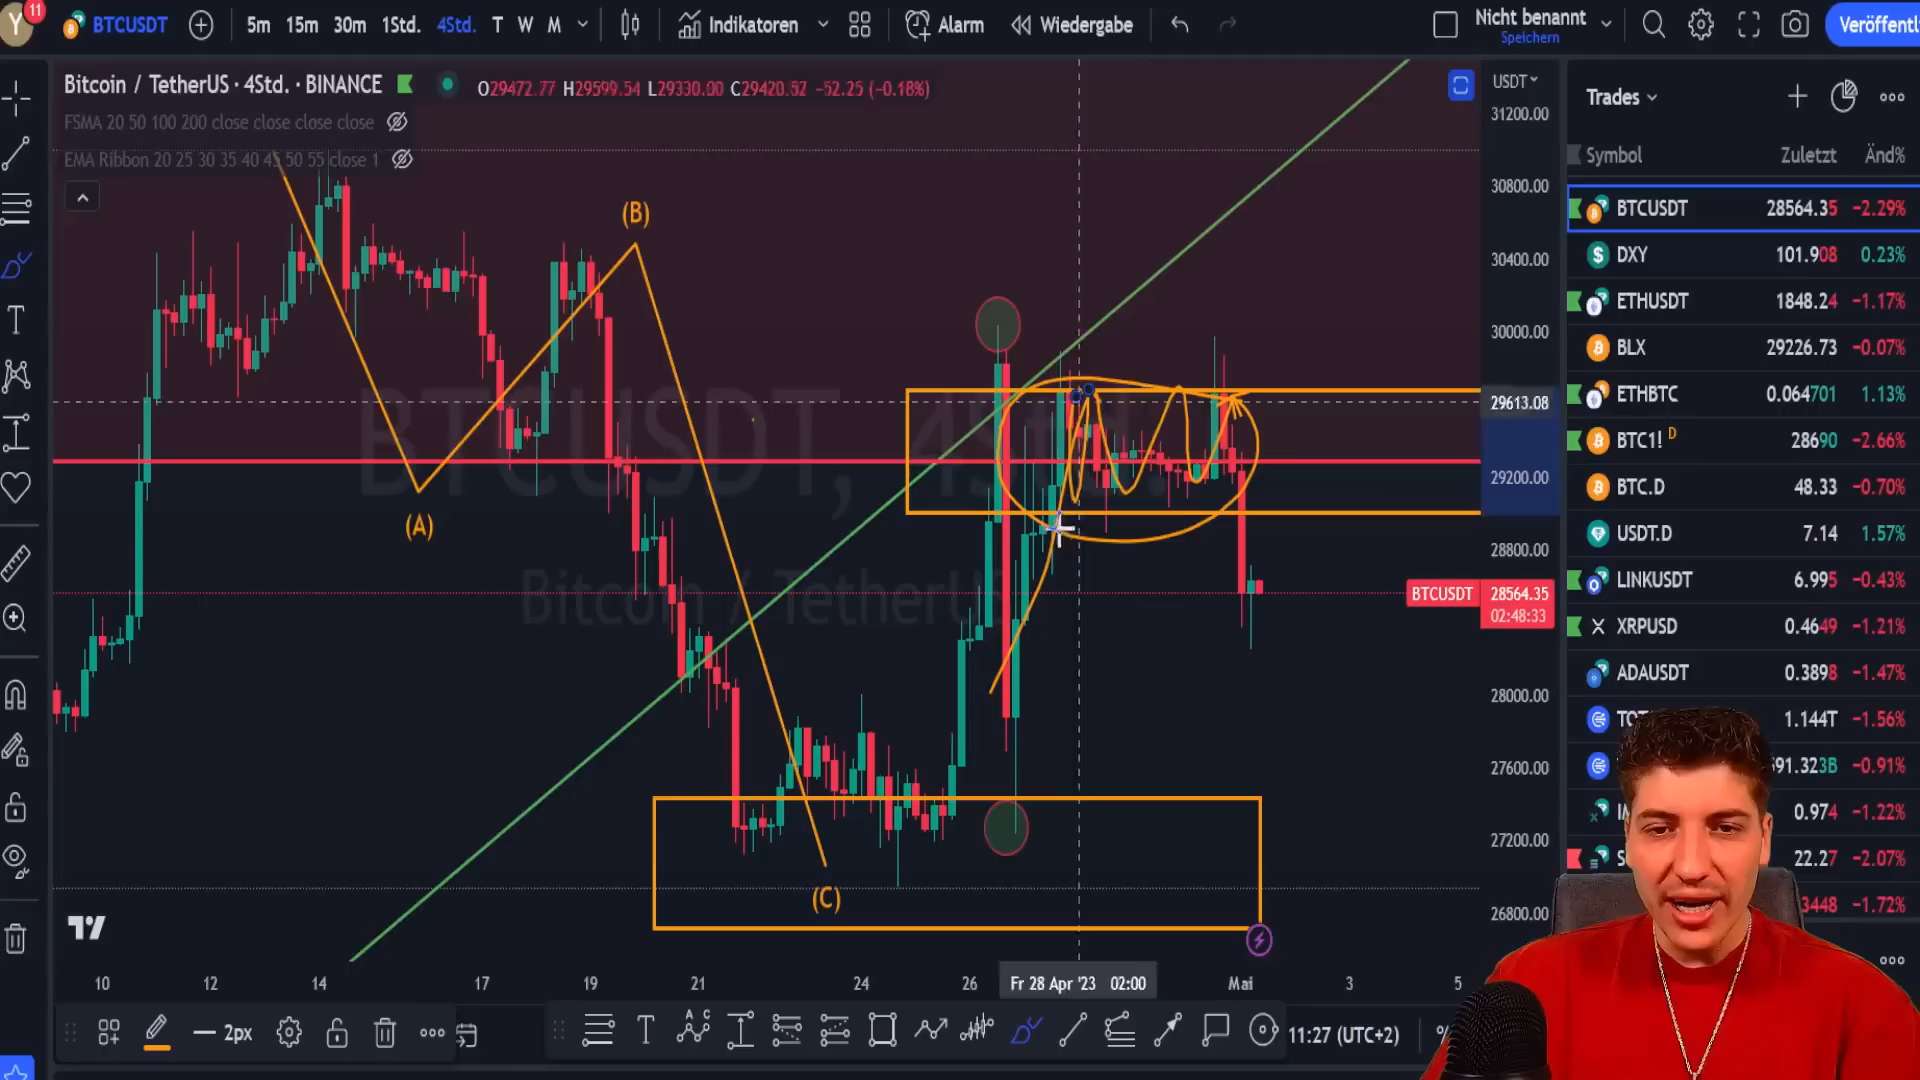 Y
11
BTCUSDT
5m 15m 30m 1Std. 4Std. T W M
Indikatoren
Alarm
Wiedergabe
Nicht benannt
Speichern
Veröffentl
Bitcoin / TetherUS · 4Std. · BINANCE
O29472.77 H29599.54 L29330.00 C29420.52 −52.25 (−0.18%)
FSMA 20 50 100 200 close close close close
EMA Ribbon 20 25 30 35 40 45 50 55 close 1
USDT
31200.00
30800.00
30400.00
30000.00
29613.08
29200.00
28800.00
BTCUSDT 28564.35
02:48:33
28000.00
27600.00
27200.00
26800.00
(A)
(B)
(C)
BTCUSDT, 4Std.
Bitcoin / TetherUS
10 12 14 17 19 21 24 26 Fr 28 Apr '23 02:00 Mai 3 5
2px
T
11:27 (UTC+2)
%
Trades
Symbol Zuletzt Änd%
BTCUSDT 28564.35 −2.29%
DXY 101.908 0.23%
ETHUSDT 1848.24 −1.17%
BLX 29226.73 −0.07%
ETHBTC 0.064701 1.13%
BTC1! D 28690 −2.66%
BTC.D 48.33 −0.70%
USDT.D 7.14 1.57%
LINKUSDT 6.995 −0.43%
XRPUSD 0.4649 −1.21%
ADAUSDT 0.3898 −1.47%
1.144T −1.56%
91.323B −0.91%
0.974 −1.22%
22.27 −2.07%
3448 −1.72%